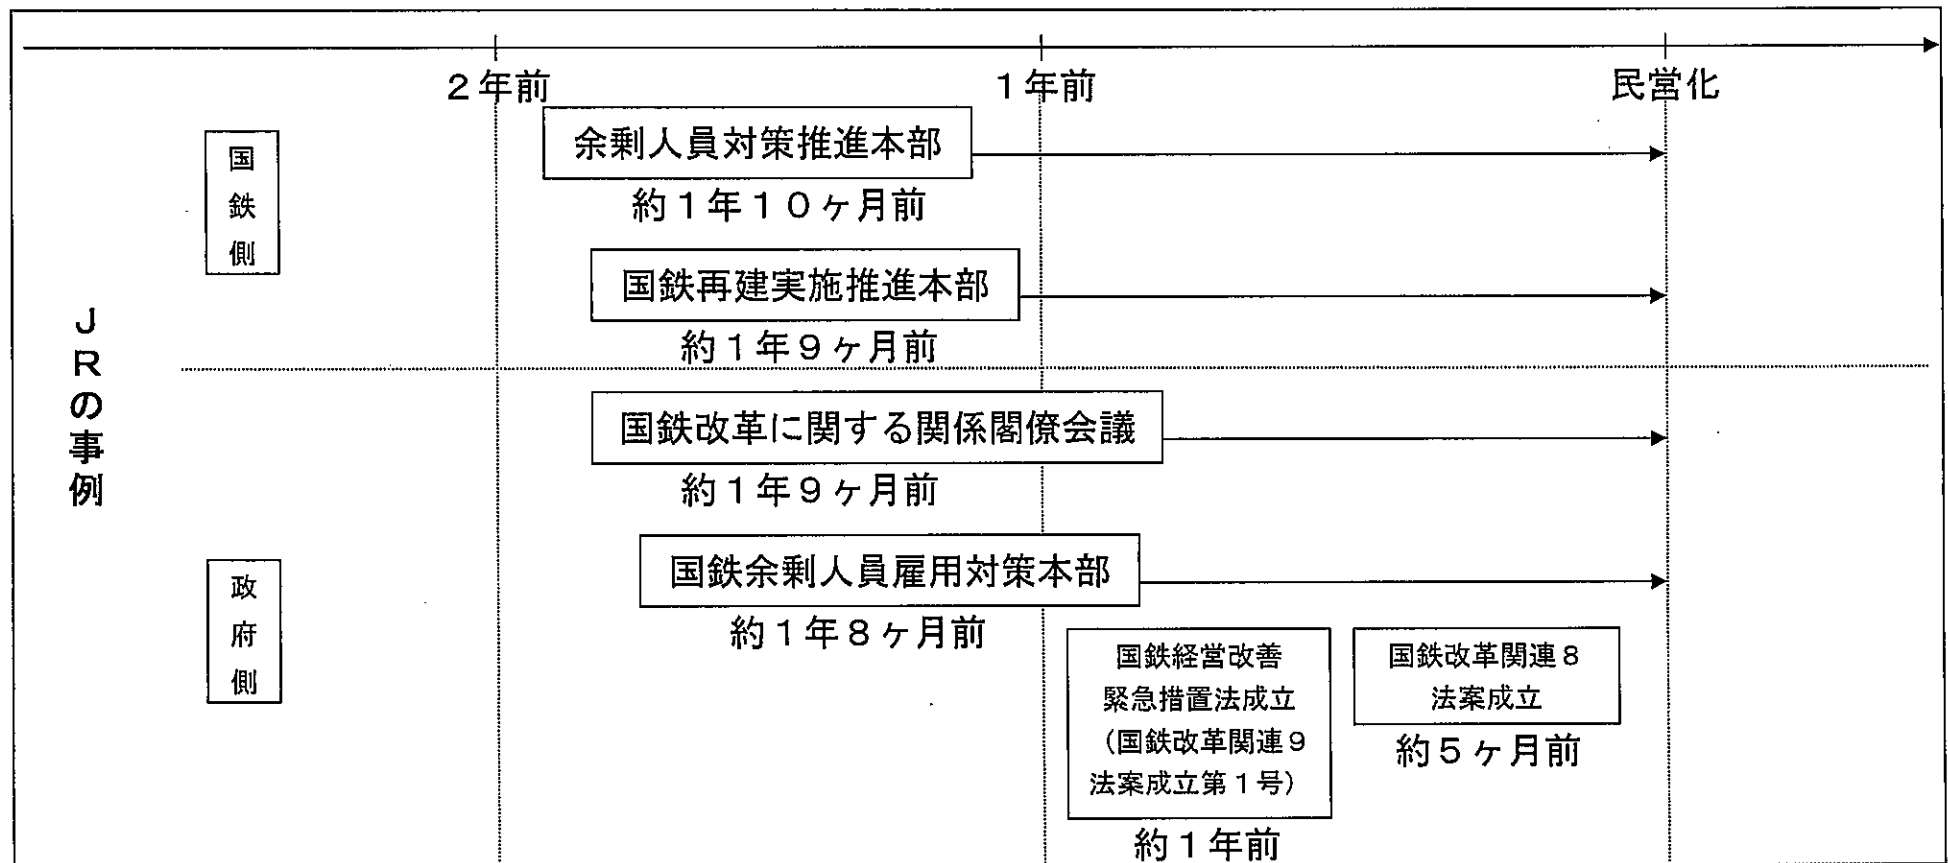 2年前
1年前
民営化
JRの事例
国鉄側
余剰人員対策推進本部
約1年10ヶ月前
国鉄再建実施推進本部
約1年9ヶ月前
政府側
国鉄改革に関する関係閣僚会議
約1年9ヶ月前
国鉄余剰人員雇用対策本部
約1年8ヶ月前
国鉄経営改善
緊急措置法成立
(国鉄改革関連9
法案成立第1号)
約1年前
国鉄改革関連8
法案成立
約5ヶ月前